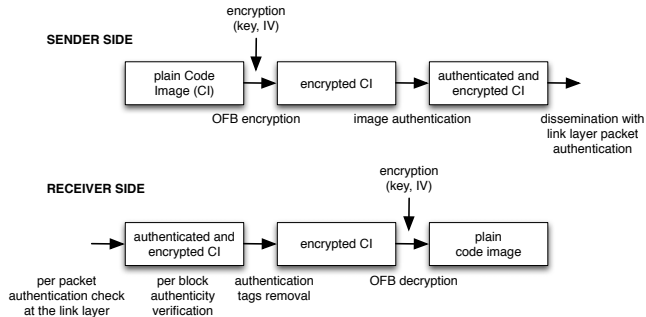 encryption
(key, IV)
SENDER SIDE
plain Code
Image (CI)
encrypted CI
authenticated and
encrypted CI
OFB encryption
image authentication
dissemination with
link layer packet
authentication
RECEIVER SIDE
encryption
(key, IV)
authenticated and
encrypted CI
encrypted CI
plain
code image
per packet
authentication check
at the link layer
per block
authenticity
verification
authentication
tags removal
OFB decryption